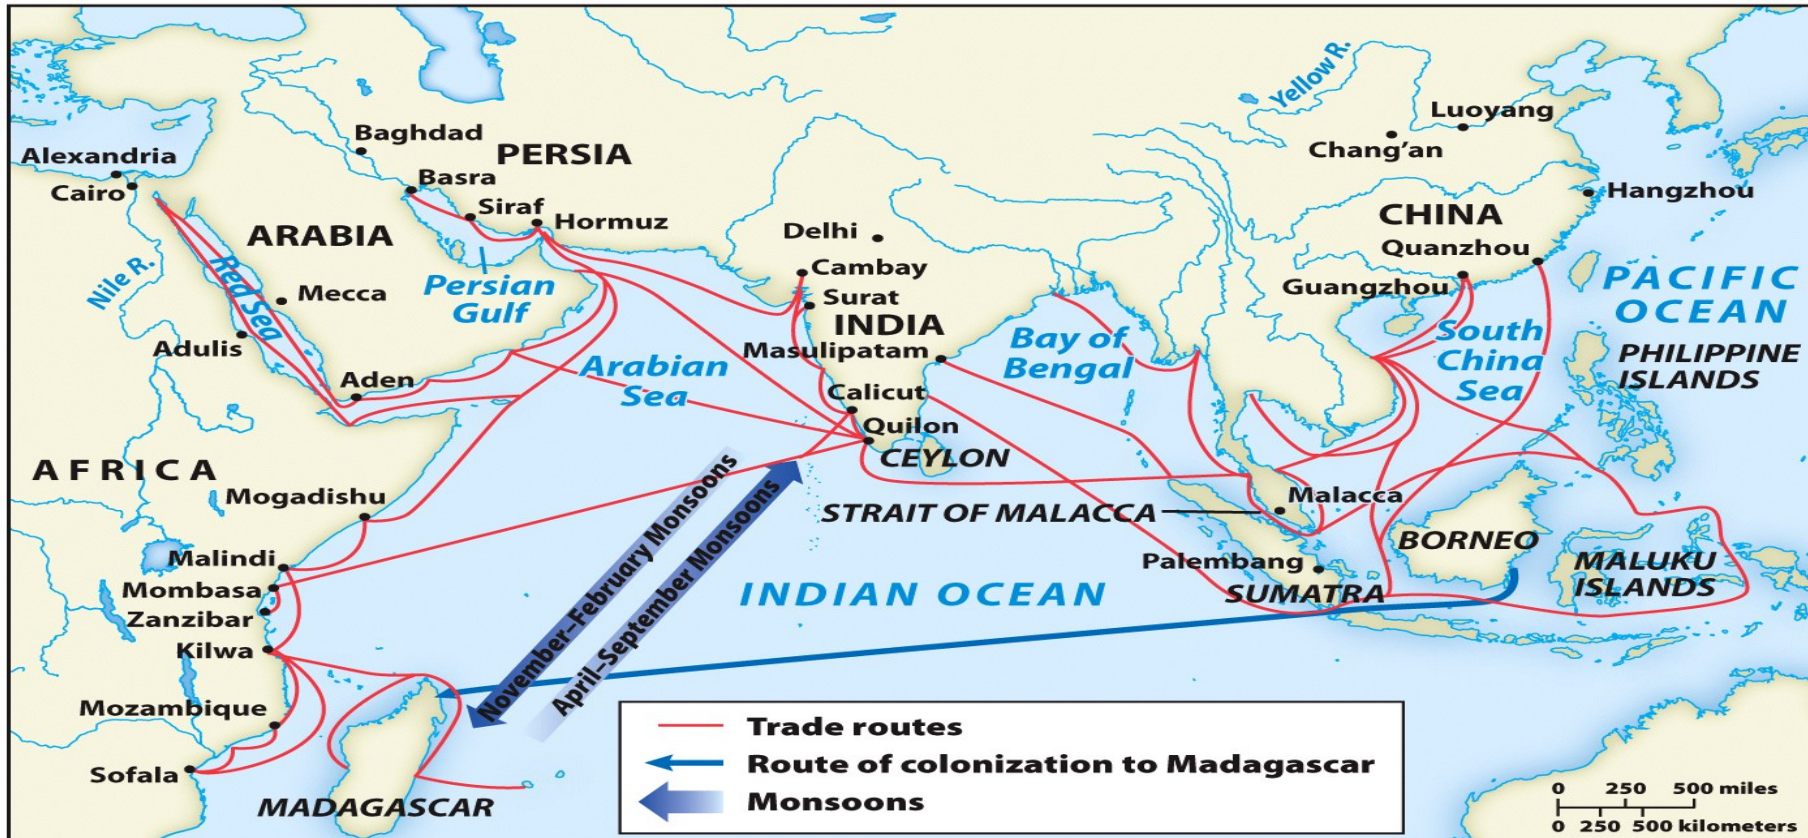 Yellow R.
Luoyang
Chang’an
Baghdad
PERSIA
Alexandria
Cairo
Basra
Siraf
Hormuz
Hangzhou
CHINA
ARABIA
Delhi
Quanzhou
Nile R.
Red Sea
Mecca
Persian
Gulf
Cambay
Surat
INDIA
Guangzhou
PACIFIC
OCEAN
Adulis
Masulipatam
Bay of
Bengal
South
China
Sea
PHILIPPINE
ISLANDS
Aden
Arabian
Sea
Calicut
Quilon
CEYLON
AFRICA
Mogadishu
STRAIT OF MALACCA
Malacca
BORNEO
Malindi
Mombasa
Zanzibar
Kilwa
INDIAN OCEAN
Palembang
SUMATRA
MALUKU
ISLANDS
November–February Monsoons
April–September Monsoons
Mozambique
Sofala
MADAGASCAR
Trade routes
Route of colonization to Madagascar
Monsoons
0 250 500 miles
0 250 500 kilometers